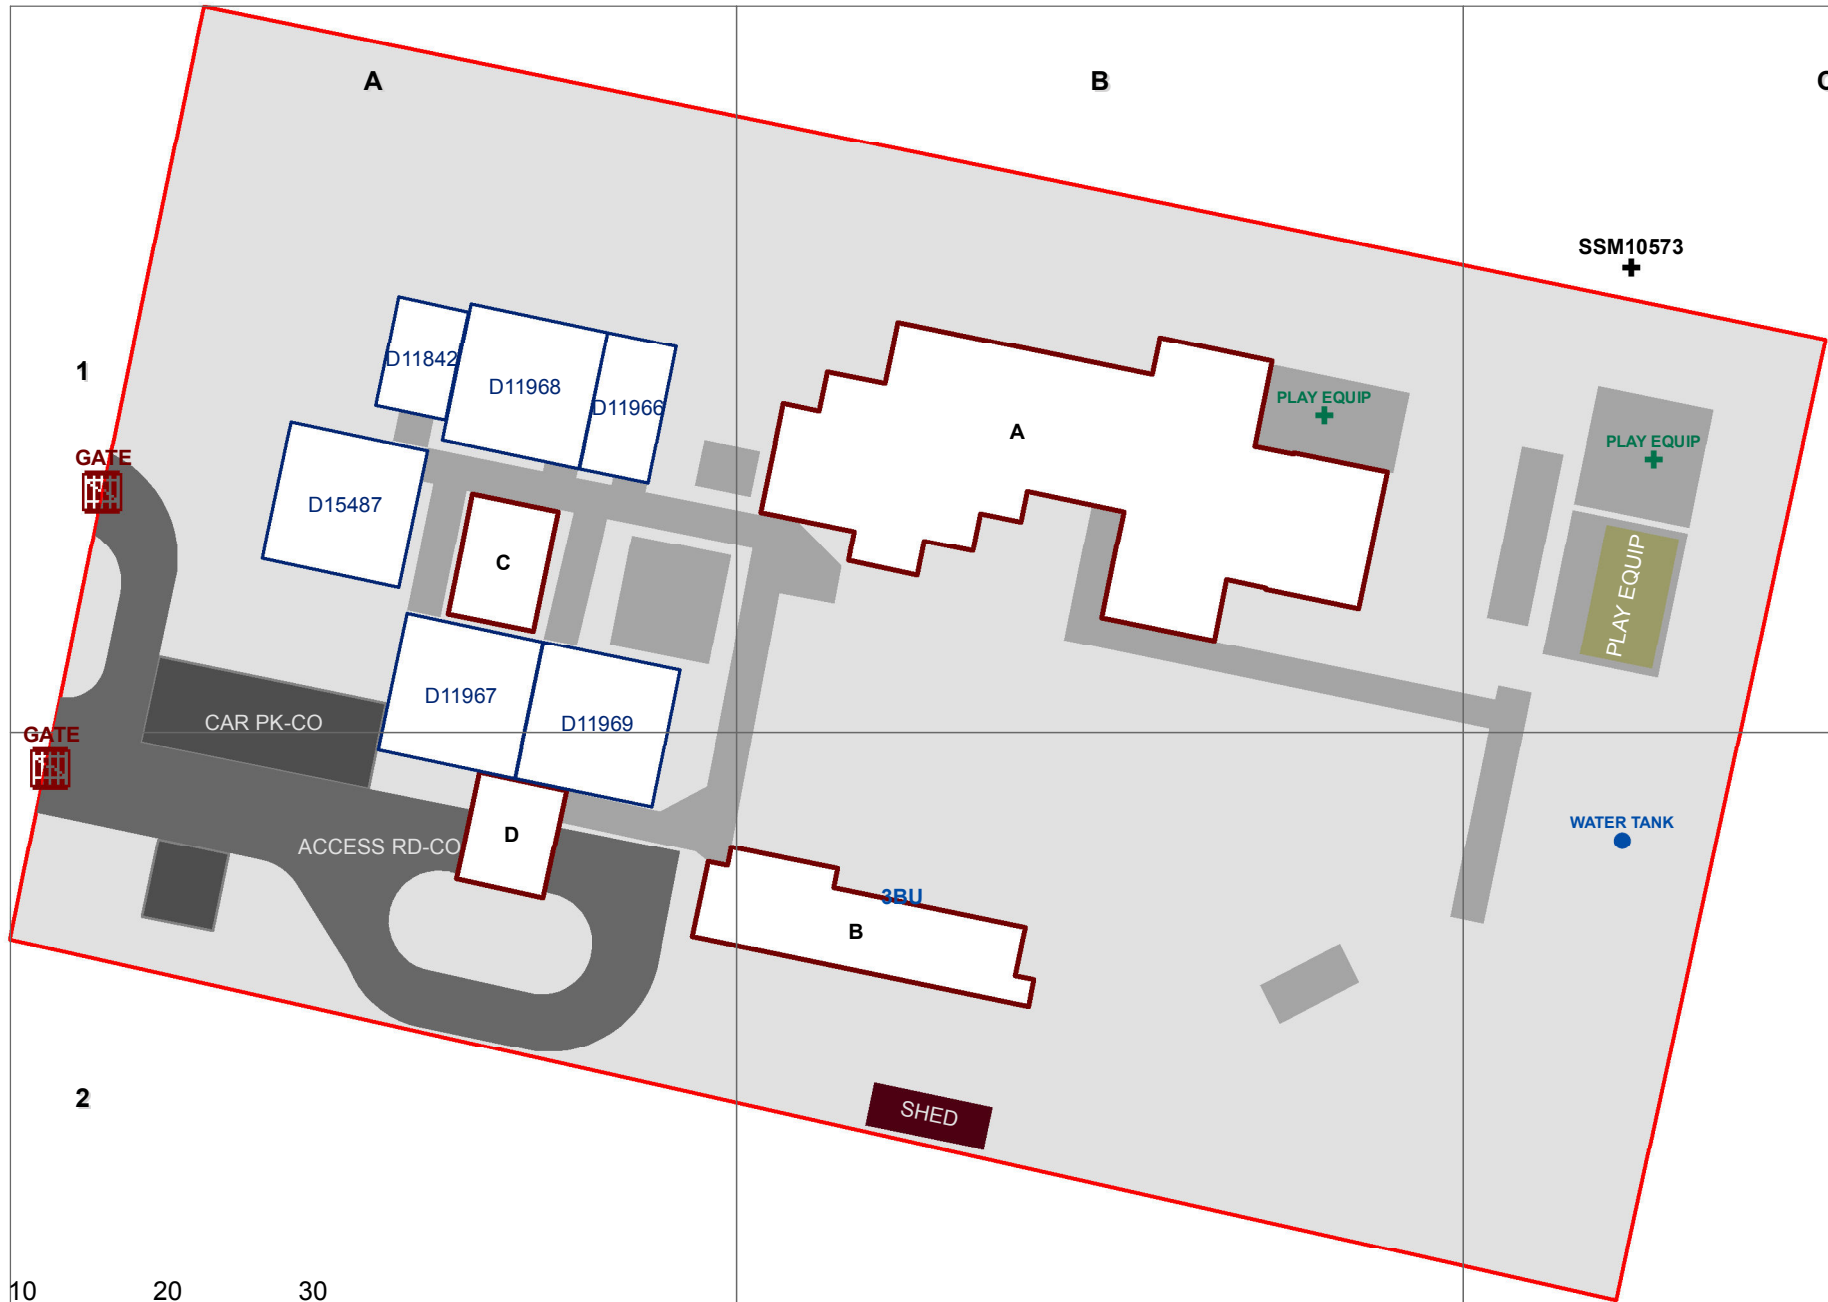 A
B
C
SSM10573
1
D11842
D11968
D11966
PLAY EQUIP
A
PLAY EQUIP
GATE
D15487
C
PLAY EQUIP
D11967
CAR PK-CO
D11969
GATE
WATER TANK
D
ACCESS RD-CO
3BU
B
2
SHED
10
20
30